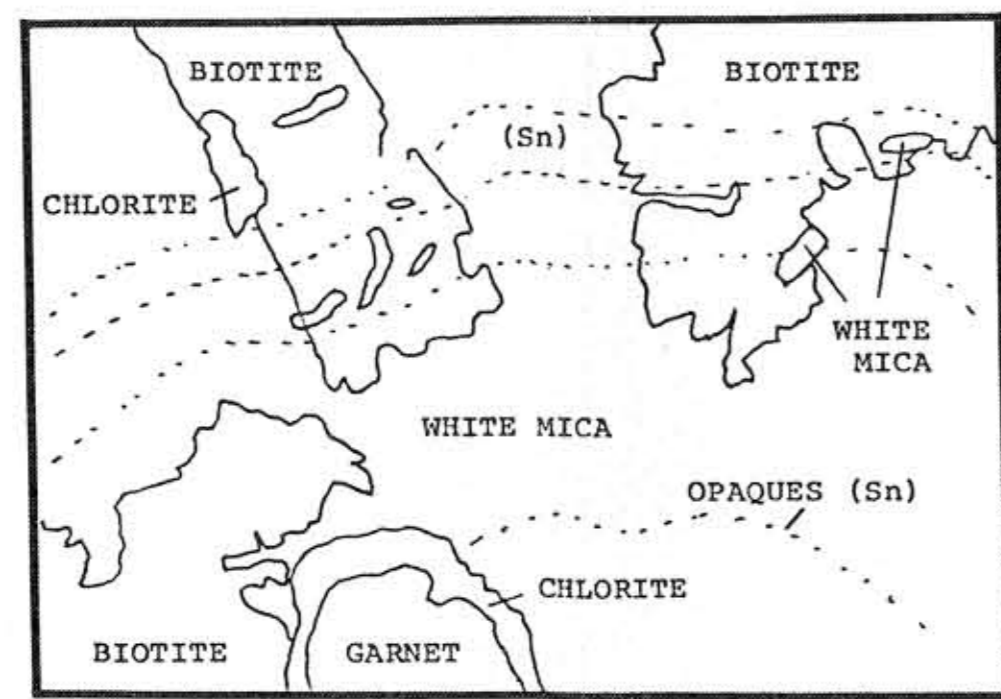 BIOTITE
BIOTITE
(Sn)
CHLORITE
WHITE
MICA
WHITE MICA
OPAQUES (Sn)
CHLORITE
BIOTITE
GARNET